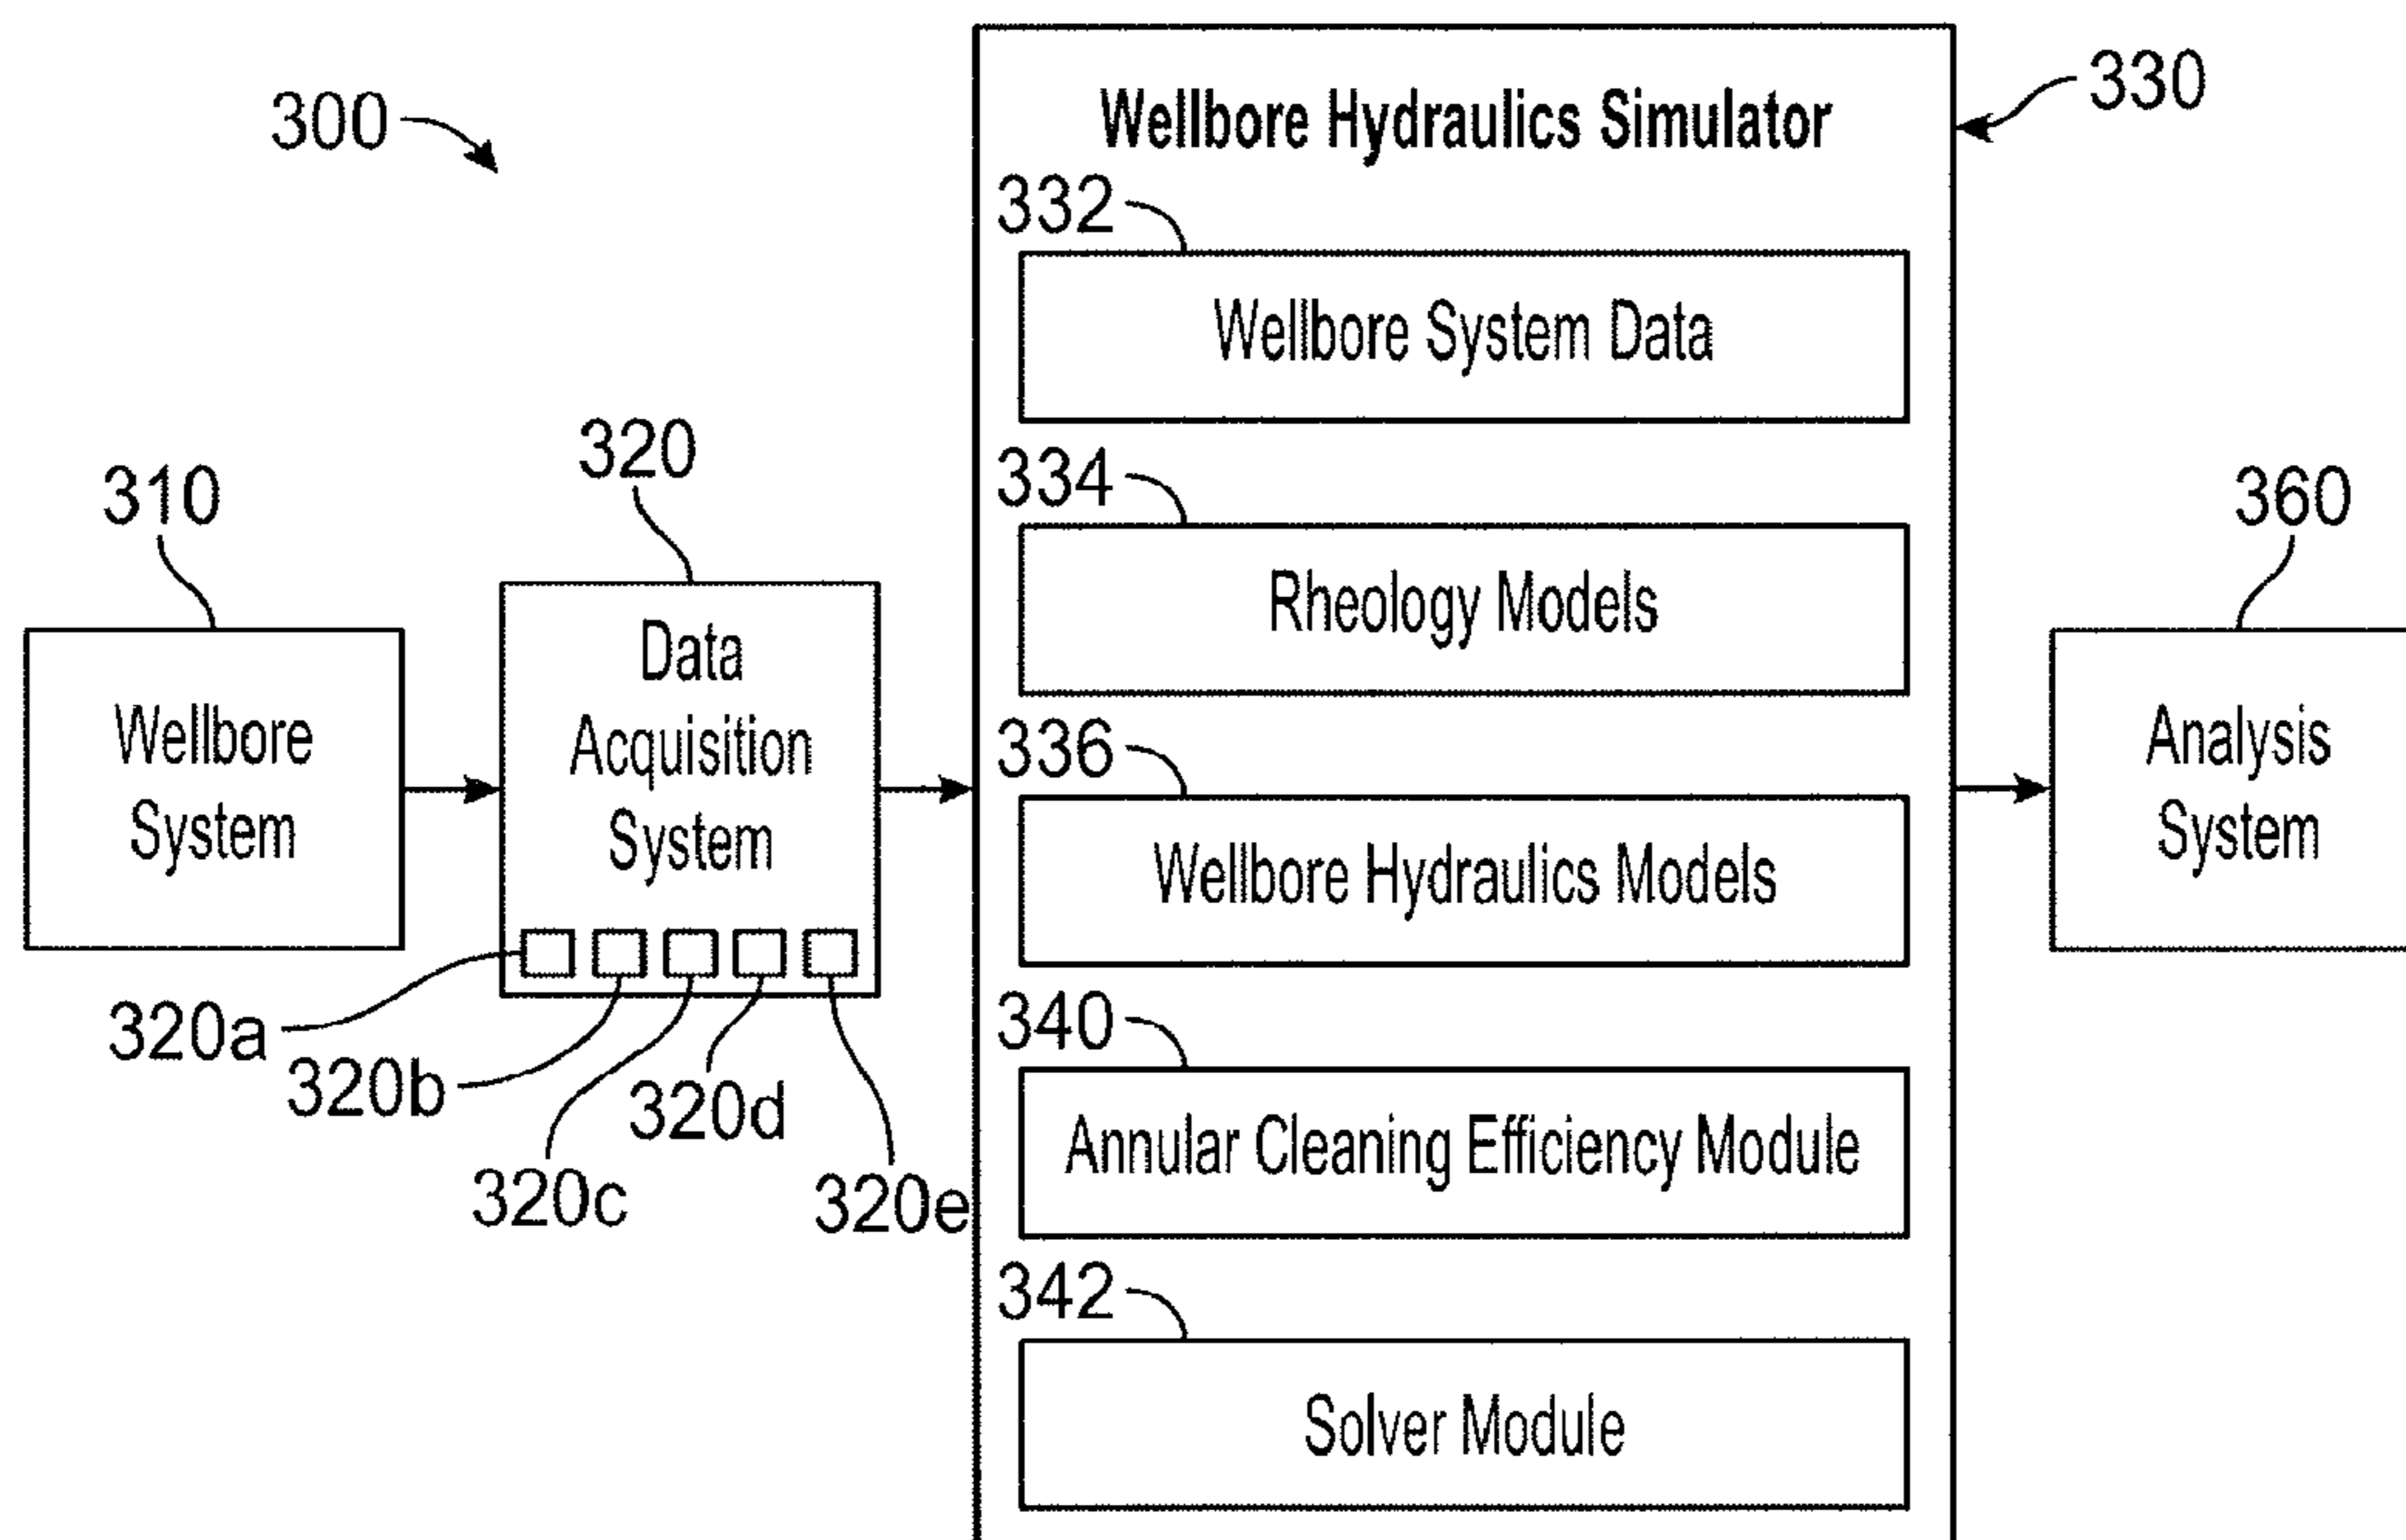 300
330
Wellbore Hydraulics Simulator
332
Wellbore System Data
334
Rheology Models
336
Wellbore Hydraulics Models
340
Annular Cleaning Efficiency Module
342
Solver Module
310
Wellbore
System
320
Data
Acquisition
System
320a
320b
320c
320d
320e
360
Analysis
System